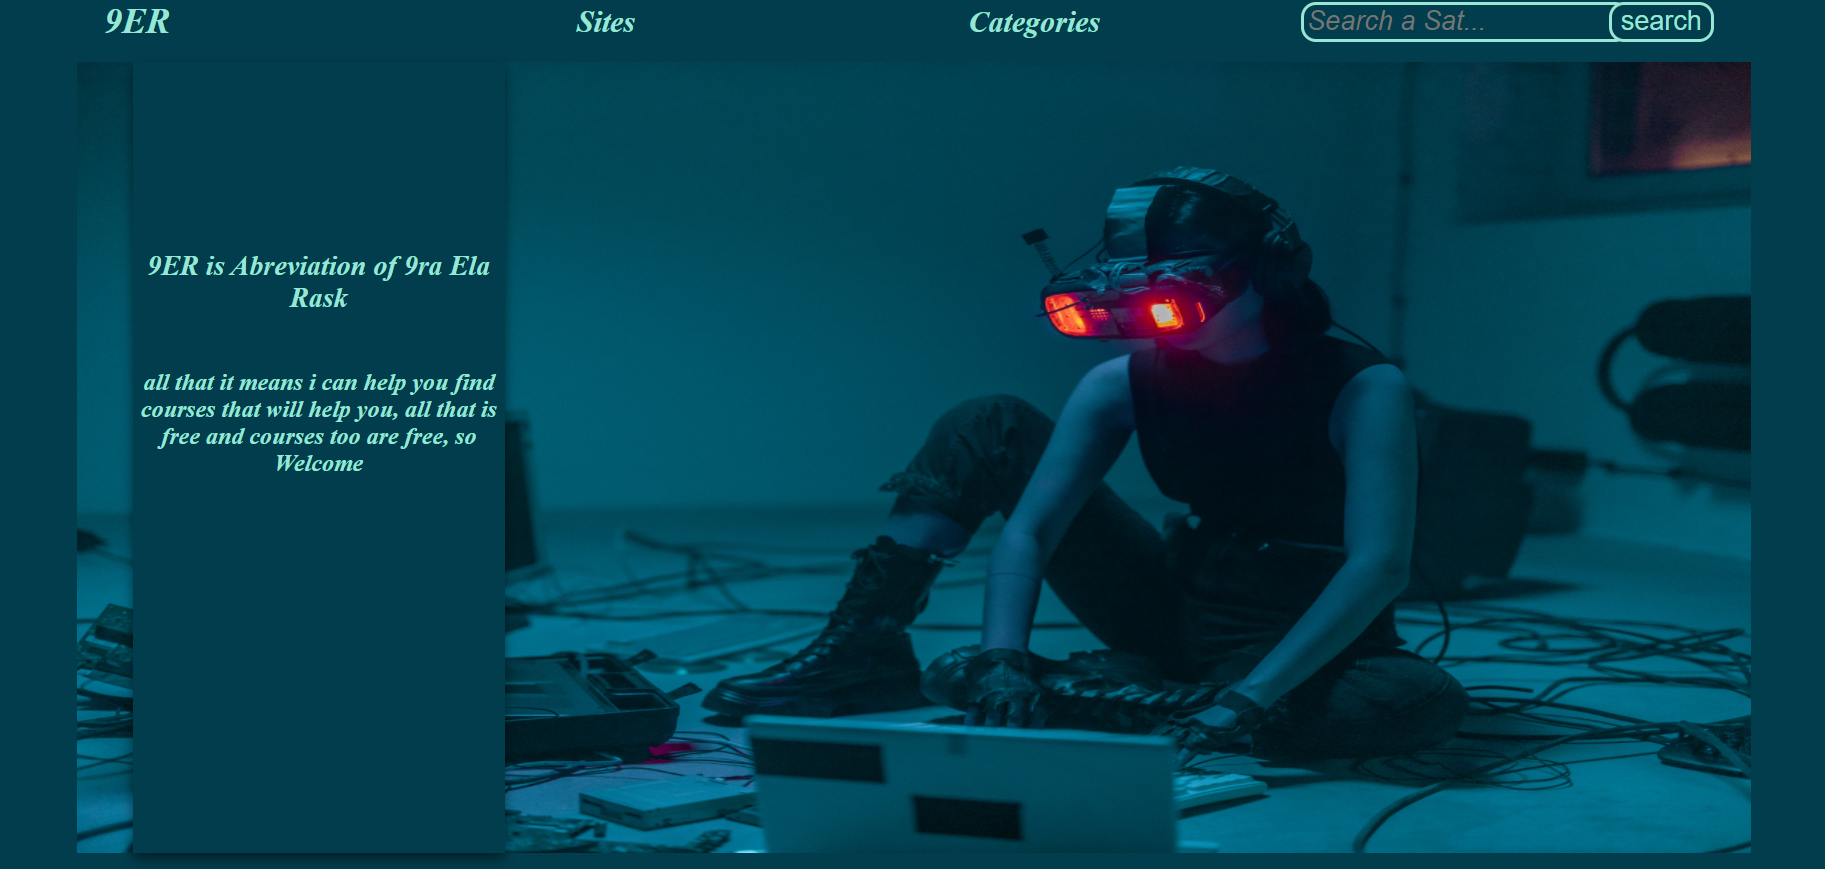 9ER
Sites
Categories
Search a Sat...
search
9ER is Abreviation of 9ra Ela
Rask
all that it means i can help you find
courses that will help you, all that is
free and courses too are free, so
Welcome